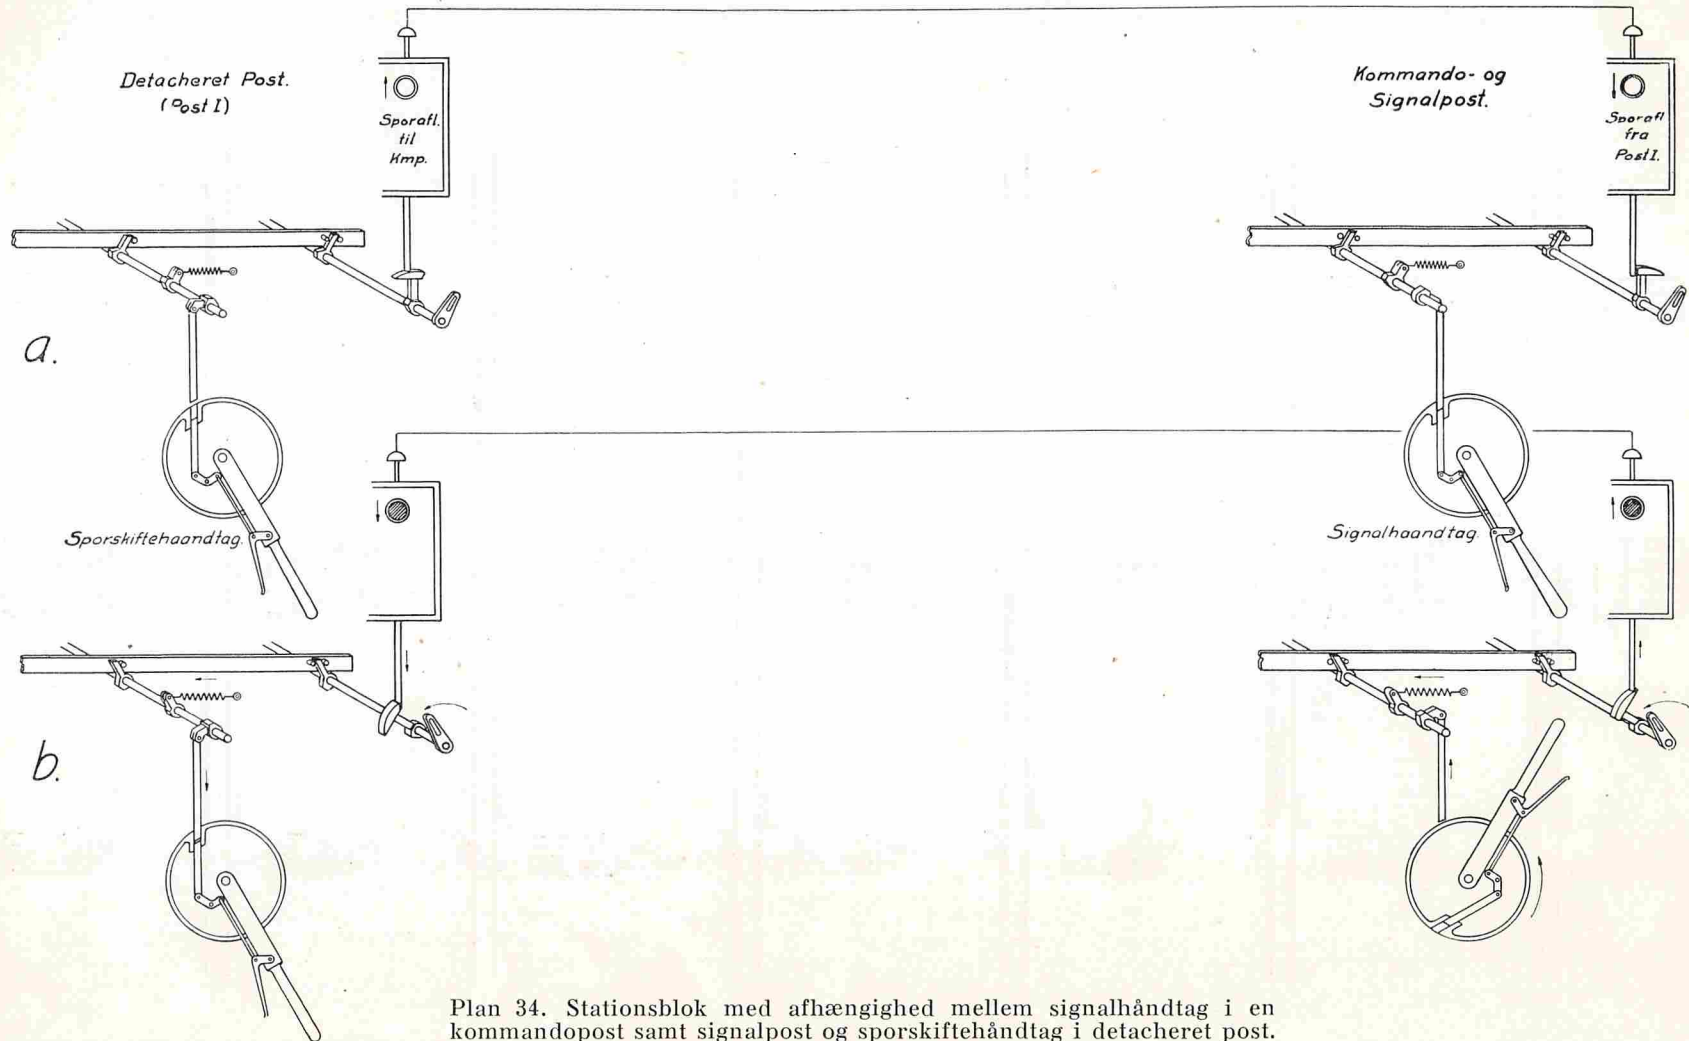 Detacheret Post.
(Post I)
Sporafl.
til
Kmp.
Kommando- og
Signalpost.
Sporafl
fra
Post I.
a.
Sporskiftehaandtag.
Signalhaandtag.
b.
Plan 34. Stationsblok med afhængighed mellem signalhåndtag i en
kommandopost samt signalpost og sporskiftehåndtag i detacheret post.